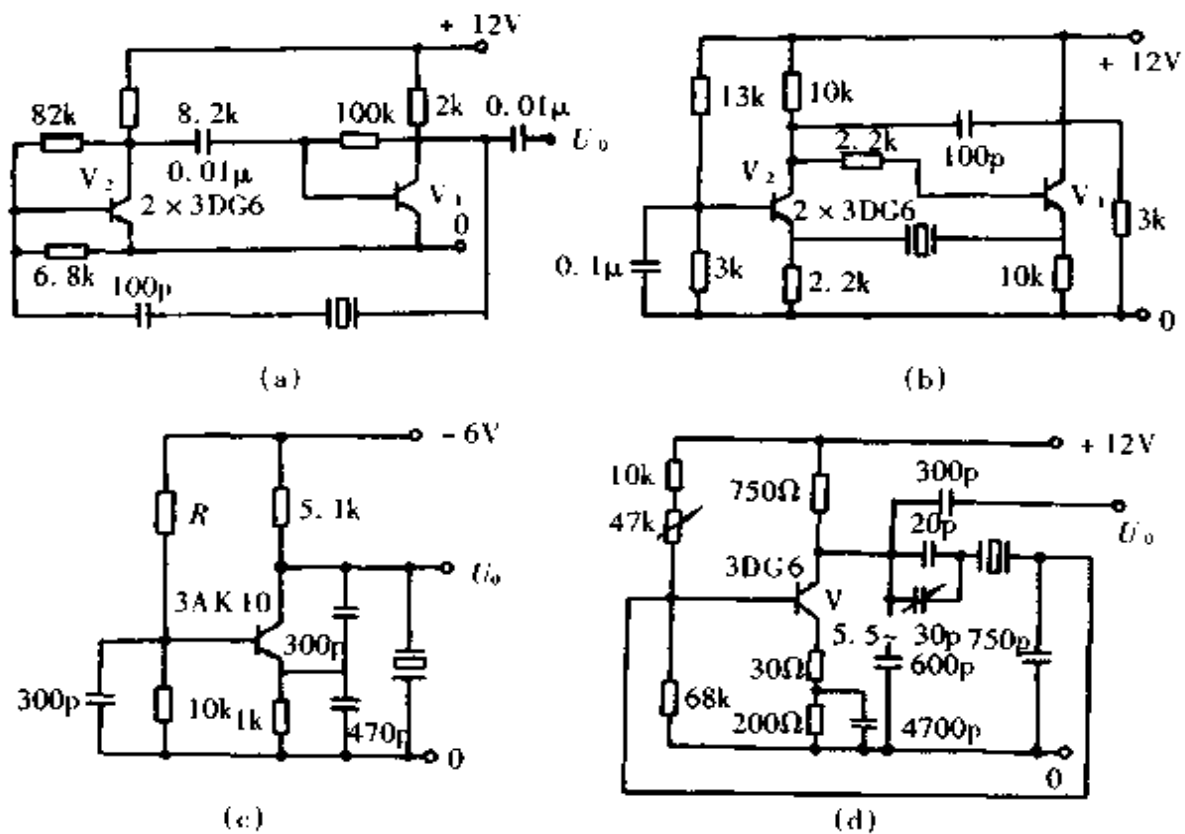 + 12V
82k
8. 2k
100k
2k
0.01μ
U₀
V₂
0.01μ
2 × 3DG6
V₁
0
6. 8k
100p
(a)
+ 12V
13k
10k
2. 2k
100p
V₂
2 × 3DG6
V₁
3k
0. 1μ
3k
2. 2k
10k
0
(b)
- 6V
R
5. 1k
U₀
3AK10
300p
300p
10k
1k
470p
0
(c)
+ 12V
10k
750Ω
300p
47k
20p
U₀
3DG6
V
5. 5~
30p
750p
30Ω
600p
68k
200Ω
4700p
0
(d)